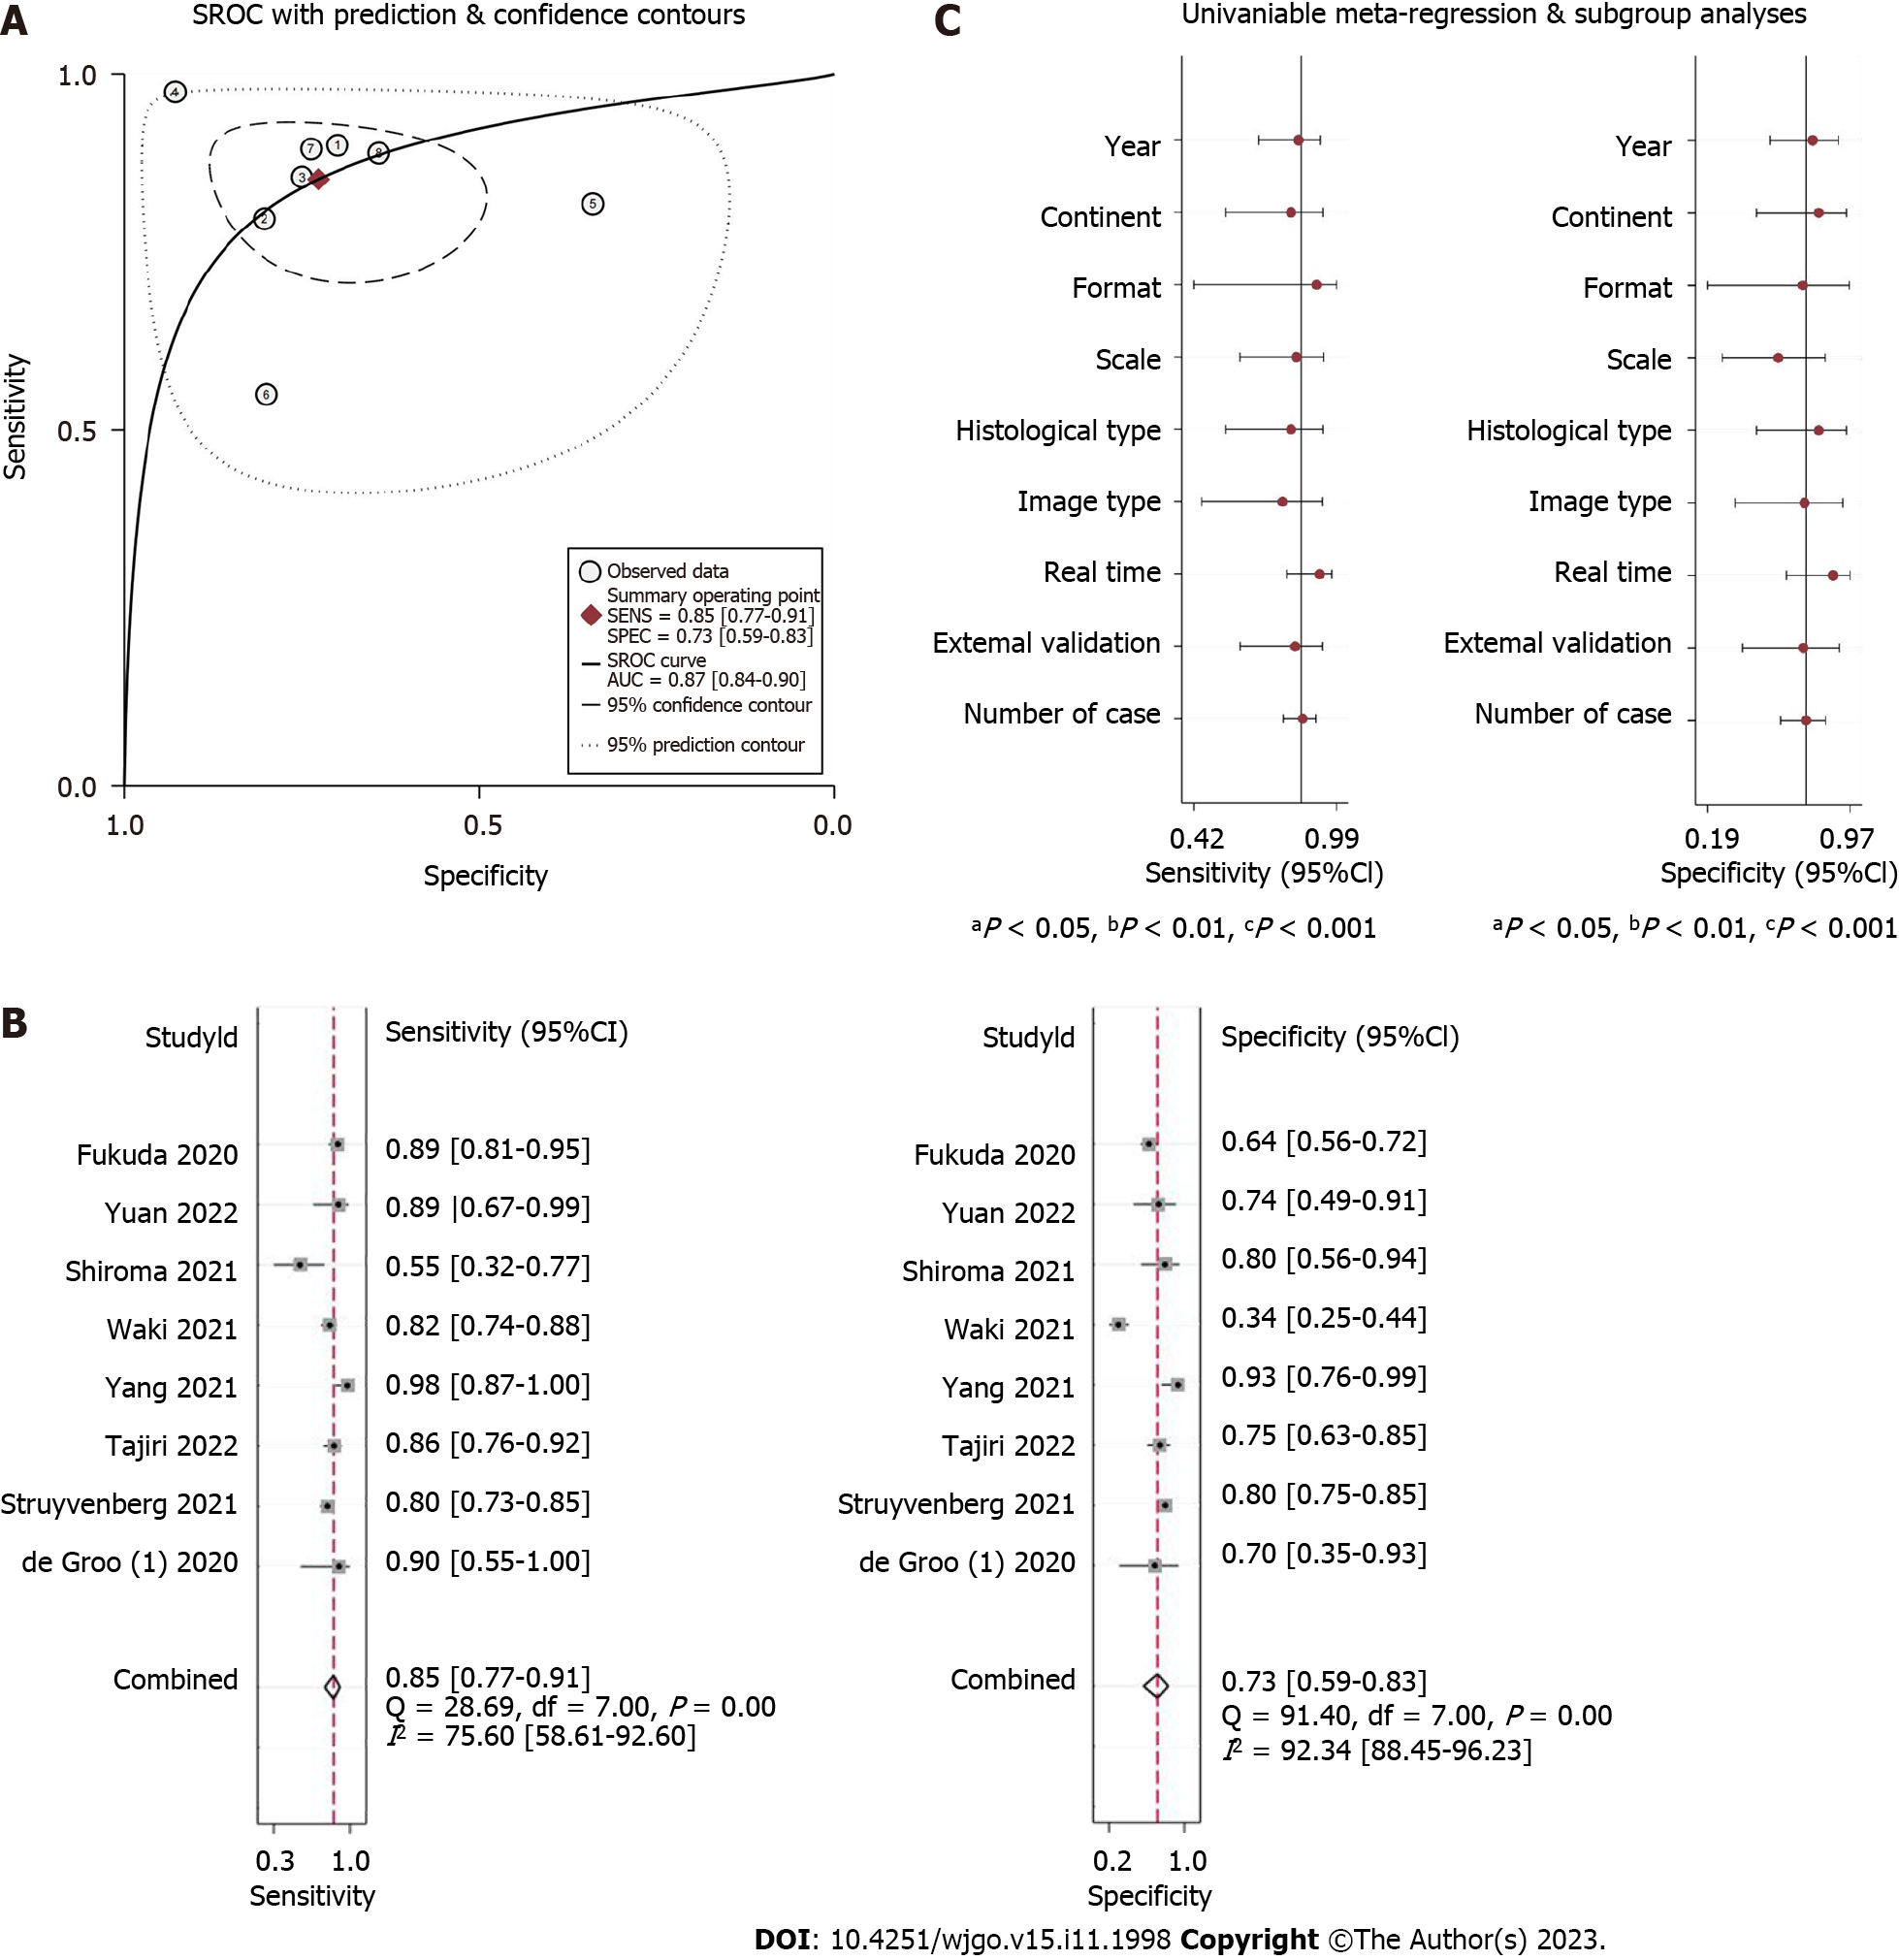 A
SROC with prediction & confidence contours
1.0
0.5
0.0
Sensitivity
4
7
1
8
3
2
5
6
Observed data
Summary operating point
SENS = 0.85 [0.77-0.91]
SPEC = 0.73 [0.59-0.83]
SROC curve
AUC = 0.87 [0.84-0.90]
95% confidence contour
95% prediction contour
1.0 0.5 0.0
Specificity
C
Univaniable meta-regression & subgroup analyses
Year
Continent
Format
Scale
Histological type
Image type
Real time
Extemal validation
Number of case
0.42 0.99
Sensitivity (95%Cl)
aP < 0.05, bP < 0.01, cP < 0.001
Year
Continent
Format
Scale
Histological type
Image type
Real time
Extemal validation
Number of case
0.19 0.97
Specificity (95%Cl)
aP < 0.05, bP < 0.01, cP < 0.001
B
StudyId Sensitivity (95%CI)
Fukuda 2020 0.89 [0.81-0.95]
Yuan 2022 0.89 |0.67-0.99]
Shiroma 2021 0.55 [0.32-0.77]
Waki 2021 0.82 [0.74-0.88]
Yang 2021 0.98 [0.87-1.00]
Tajiri 2022 0.86 [0.76-0.92]
Struyvenberg 2021 0.80 [0.73-0.85]
de Groo (1) 2020 0.90 [0.55-1.00]
Combined 0.85 [0.77-0.91]
Q = 28.69, df = 7.00, P = 0.00
I2 = 75.60 [58.61-92.60]
0.3 1.0
Sensitivity
StudyId Specificity (95%Cl)
Fukuda 2020 0.64 [0.56-0.72]
Yuan 2022 0.74 [0.49-0.91]
Shiroma 2021 0.80 [0.56-0.94]
Waki 2021 0.34 [0.25-0.44]
Yang 2021 0.93 [0.76-0.99]
Tajiri 2022 0.75 [0.63-0.85]
Struyvenberg 2021 0.80 [0.75-0.85]
de Groo (1) 2020 0.70 [0.35-0.93]
Combined 0.73 [0.59-0.83]
Q = 91.40, df = 7.00, P = 0.00
I2 = 92.34 [88.45-96.23]
0.2 1.0
Specificity
DOI: 10.4251/wjgo.v15.i11.1998 Copyright ©The Author(s) 2023.